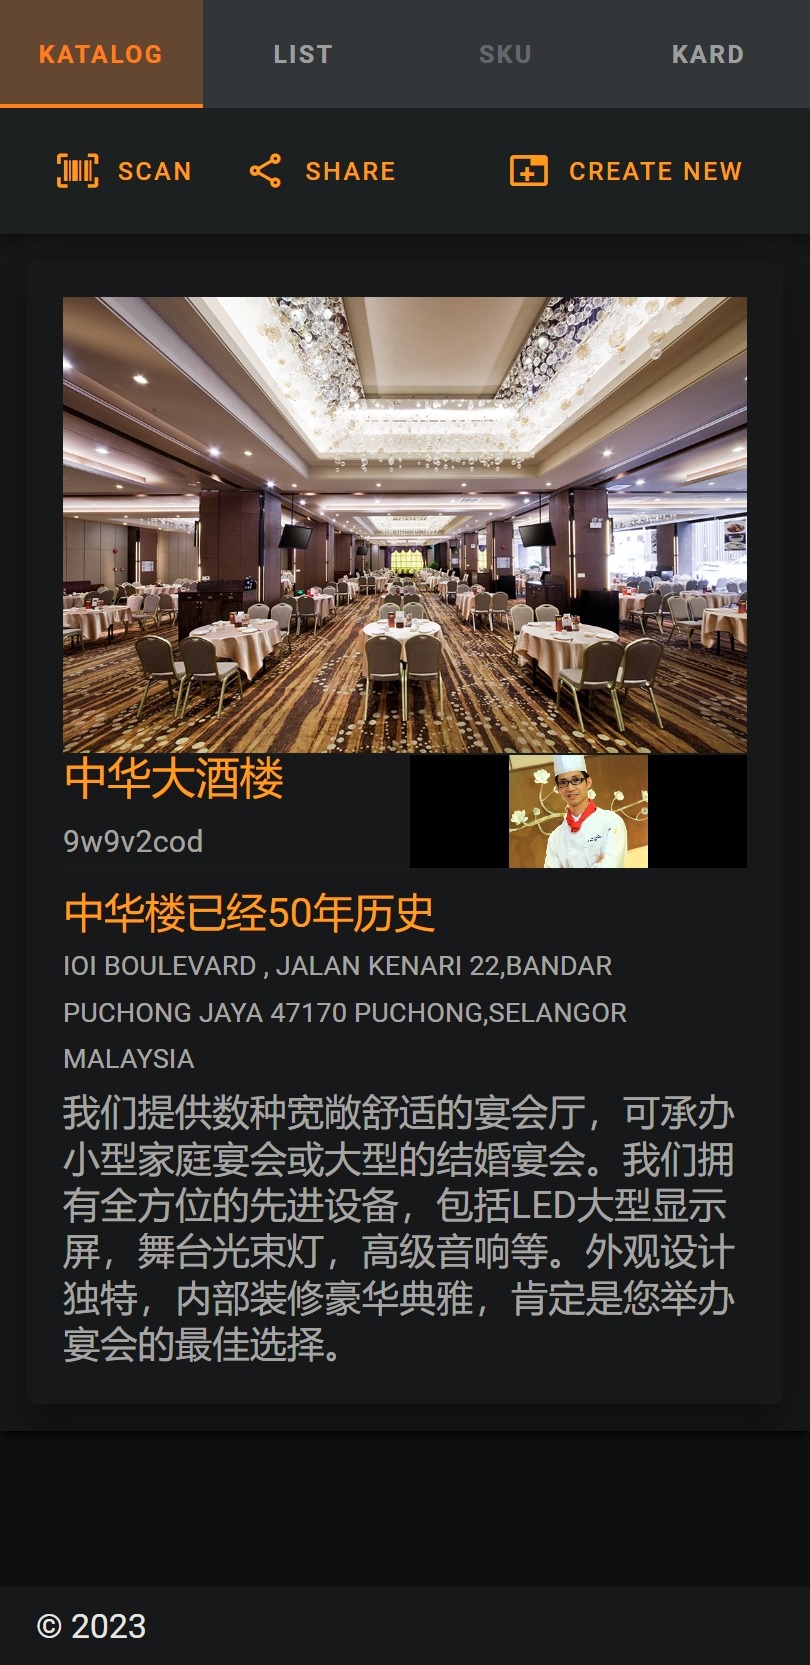 KATALOG LIST SKU KARD
SCAN SHARE CREATE NEW
中华大酒楼
9w9v2cod
中华楼已经50年历史
IOI BOULEVARD , JALAN KENARI 22,BANDAR
PUCHONG JAYA 47170 PUCHONG,SELANGOR
MALAYSIA
我们提供数种宽敞舒适的宴会厅，可承办
小型家庭宴会或大型的结婚宴会。我们拥
有全方位的先进设备，包括LED大型显示
屏，舞台光束灯，高级音响等。外观设计
独特，内部装修豪华典雅，肯定是您举办
宴会的最佳选择。
© 2023